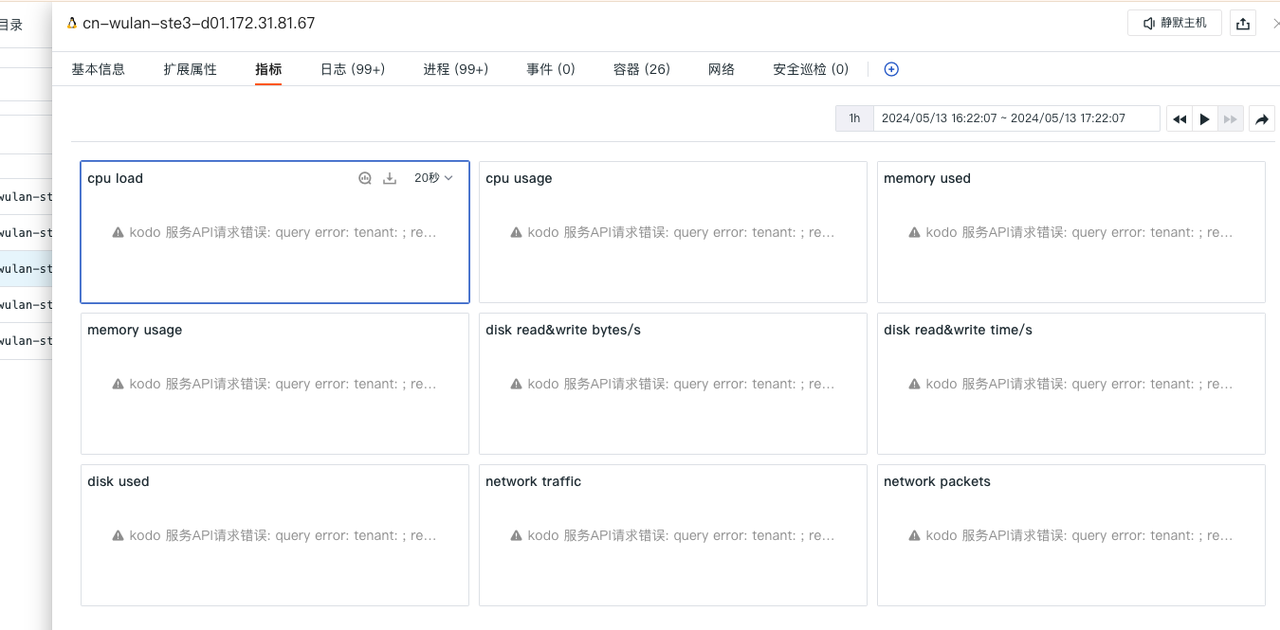 目录
cn-wulan-ste3-d01.172.31.81.67
静默主机
基本信息 扩展属性 指标 日志 (99+) 进程 (99+) 事件 (0) 容器 (26) 网络 安全巡检 (0)
1h 2024/05/13 16:22:07 ~ 2024/05/13 17:22:07
cpu load 20秒
kodo 服务API请求错误: query error: tenant: ; re...
cpu usage
kodo 服务API请求错误: query error: tenant: ; re...
memory used
kodo 服务API请求错误: query error: tenant: ; re...
memory usage
kodo 服务API请求错误: query error: tenant: ; re...
disk read&write bytes/s
kodo 服务API请求错误: query error: tenant: ; re...
disk read&write time/s
kodo 服务API请求错误: query error: tenant: ; re...
disk used
kodo 服务API请求错误: query error: tenant: ; re...
network traffic
kodo 服务API请求错误: query error: tenant: ; re...
network packets
kodo 服务API请求错误: query error: tenant: ; re...
wulan-st
wulan-st
wulan-st
wulan-st
wulan-st